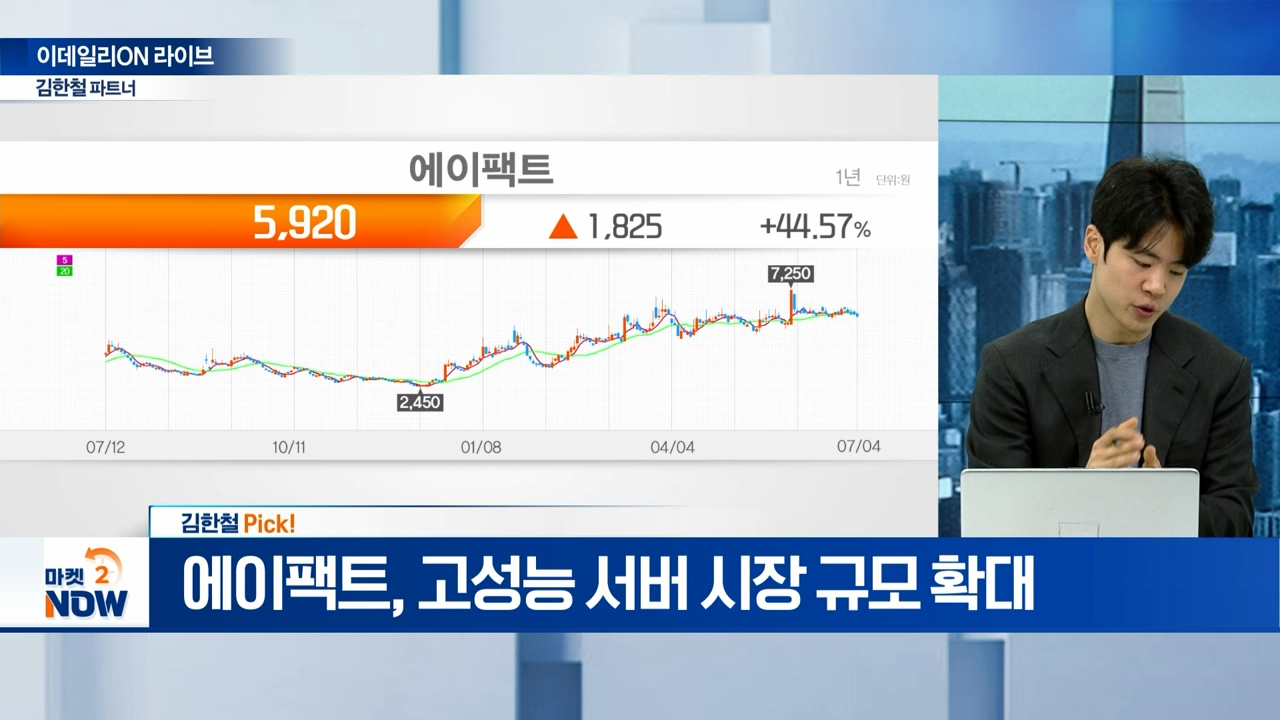 이데일리ON 라이브
김한철 파트너
에이팩트
1년 단위:원
5,920 ▲ 1,825 +44.57%
5
20
7,250
2,450
07/12 10/11 01/08 04/04 07/04
김한철 Pick!
마켓 2
NOW
에이팩트, 고성능 서버 시장 규모 확대